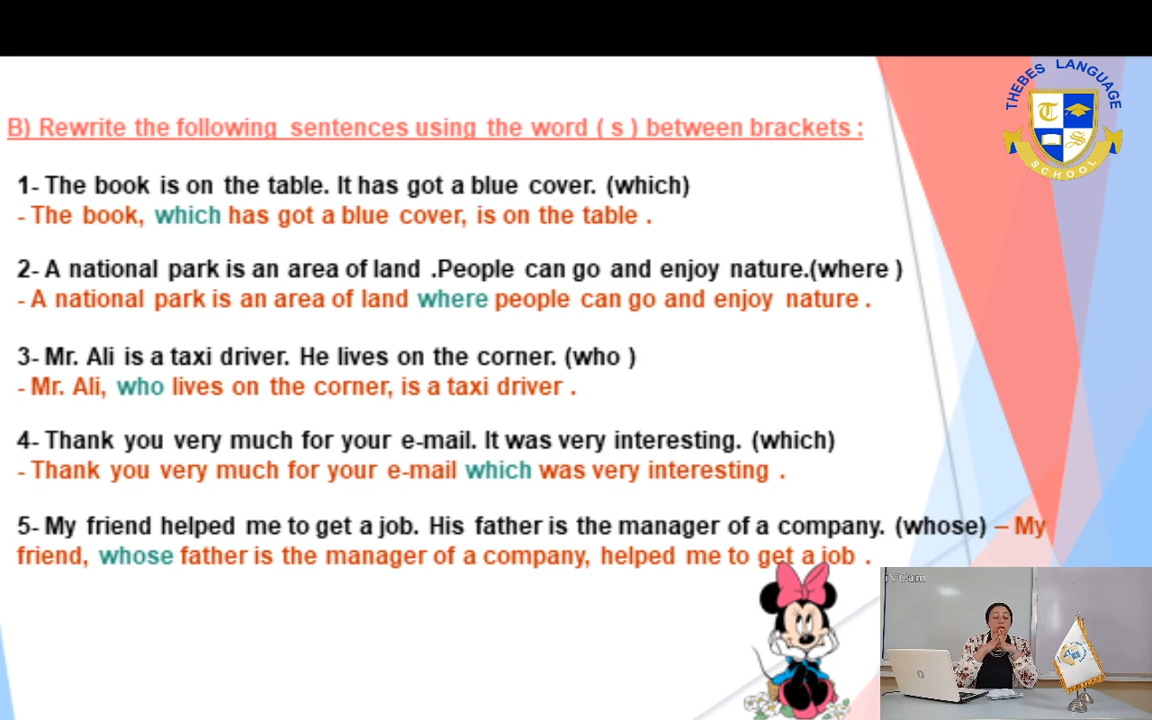 THEBES LANGUAGE
SCHOOL
B) Rewrite the following sentences using the word ( s ) between brackets :
1- The book is on the table. It has got a blue cover. (which)
- The book, which has got a blue cover, is on the table .
2- A national park is an area of land .People can go and enjoy nature.(where )
- A national park is an area of land where people can go and enjoy nature .
3- Mr. Ali is a taxi driver. He lives on the corner. (who )
- Mr. Ali, who lives on the corner, is a taxi driver .
4- Thank you very much for your e-mail. It was very interesting. (which)
- Thank you very much for your e-mail which was very interesting .
5- My friend helped me to get a job. His father is the manager of a company. (whose) – My
friend, whose father is the manager of a company, helped me to get a job .
iVCam